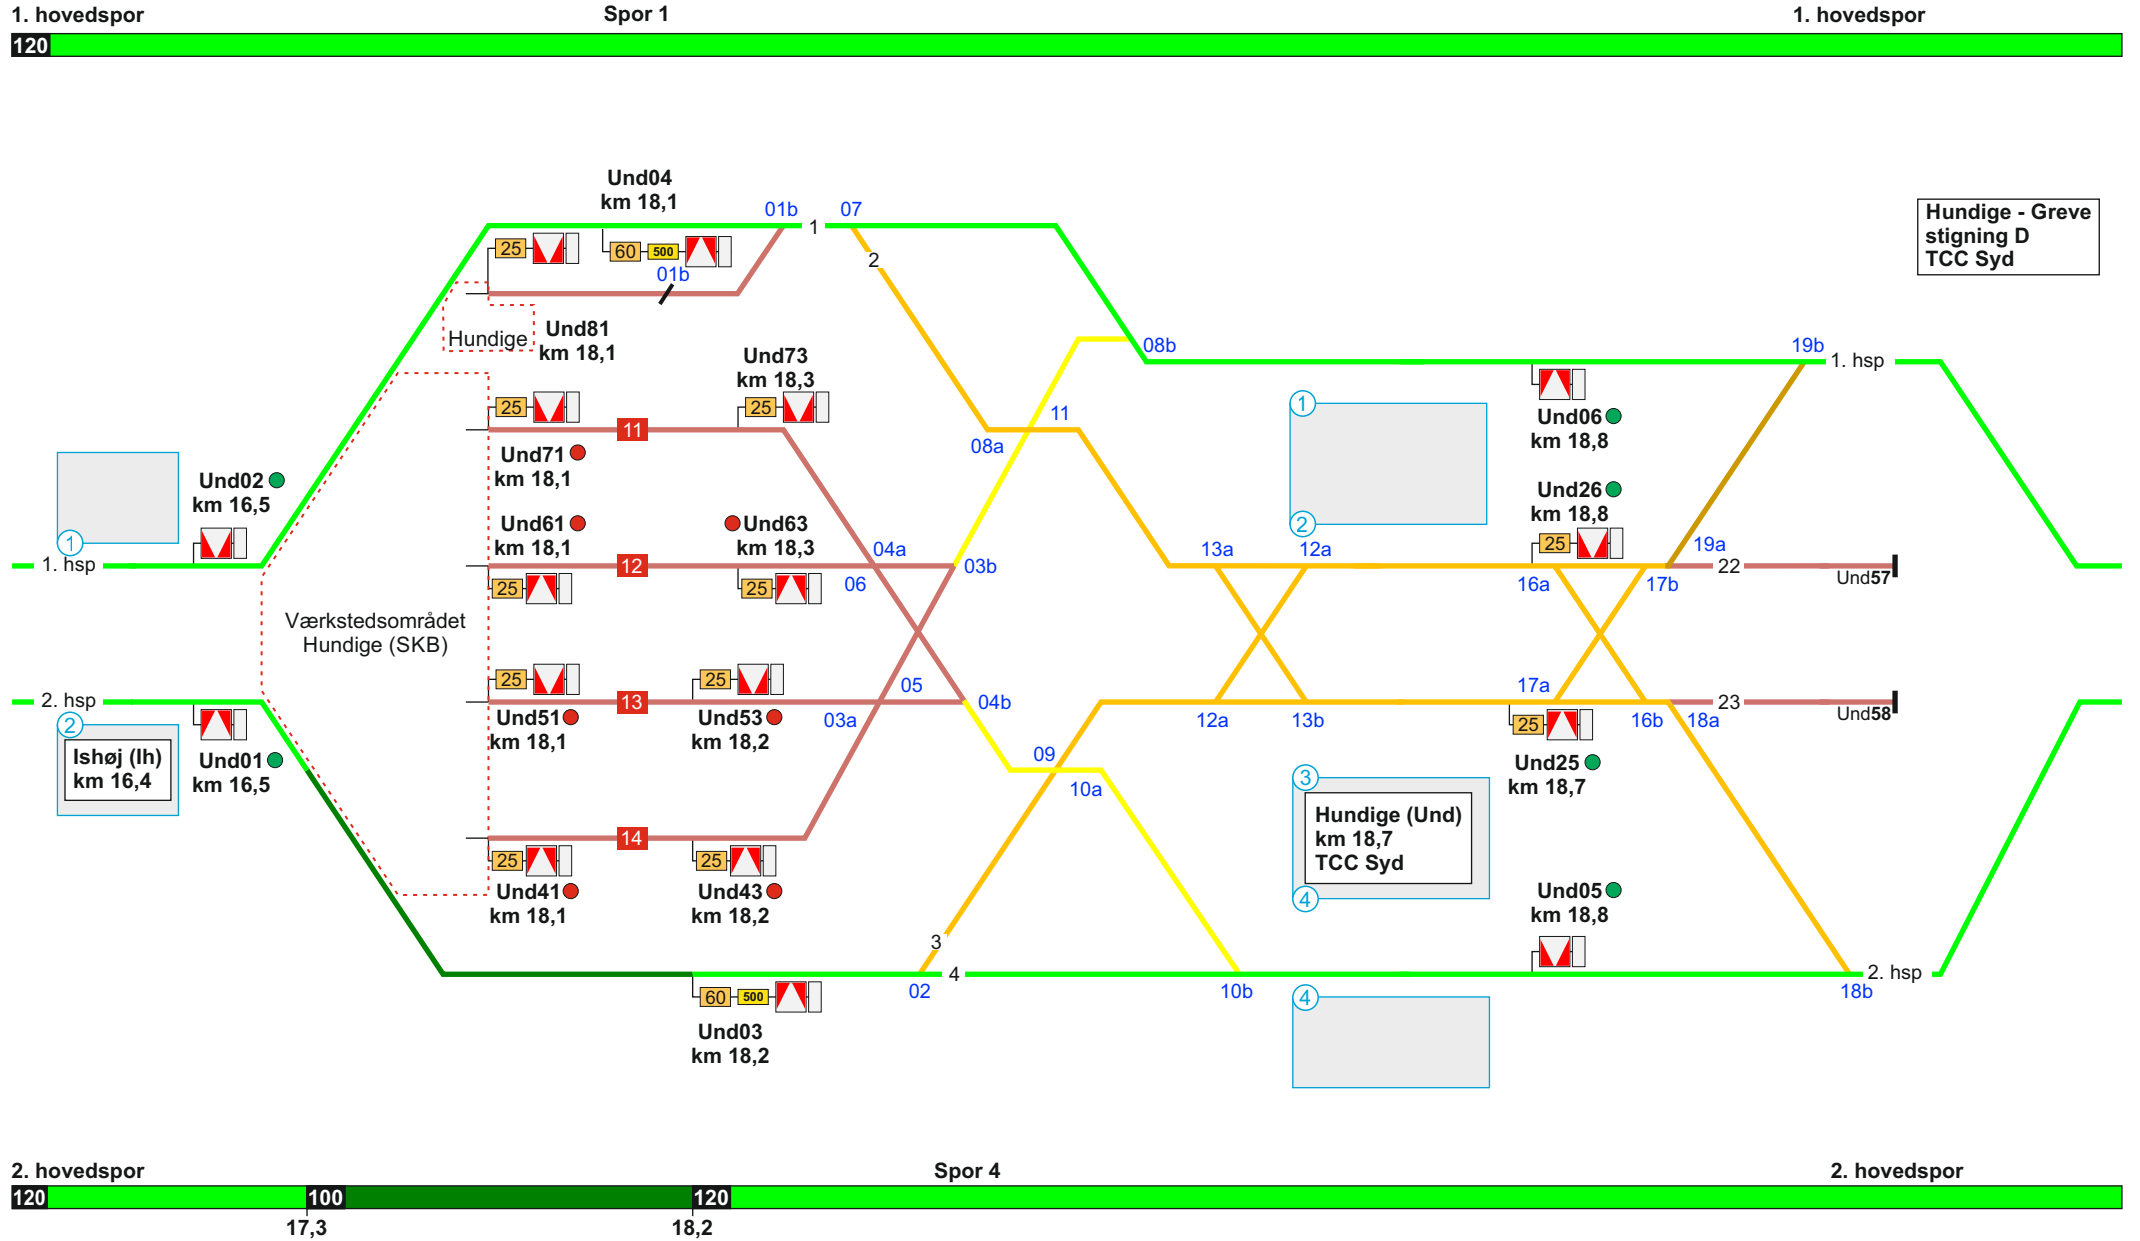 1. hovedspor
Spor 1
1. hovedspor
120
Und04
km 18,1
01b
07
1
25
60
500
2
01b
Hundige - Greve
stigning D
TCC Syd
Hundige
Und81
km 18,1
08b
19b
1. hsp
Und73
km 18,3
25
25
11
Und71
km 18,1
08a
11
1
2
Und06
km 18,8
Und02
km 16,5
1
1. hsp
Und61
km 18,1
Und63
km 18,3
12
25
25
04a
06
03b
13a
12a
Und26
km 18,8
25
16a
17b
19a
22
Und57
Værkstedsområdet
Hundige (SKB)
2. hsp
2
Ishøj (Ih)
km 16,4
Und01
km 16,5
25
25
13
Und51
km 18,1
Und53
km 18,2
05
03a
04b
12a
13b
17a
25
16b
18a
23
Und58
Und25
km 18,7
09
10a
3
Hundige (Und)
km 18,7
TCC Syd
4
14
25
25
Und41
km 18,1
Und43
km 18,2
Und05
km 18,8
3
4
02
10b
2. hsp
18b
60
500
Und03
km 18,2
4
2. hovedspor
Spor 4
2. hovedspor
120
100
120
17,3
18,2